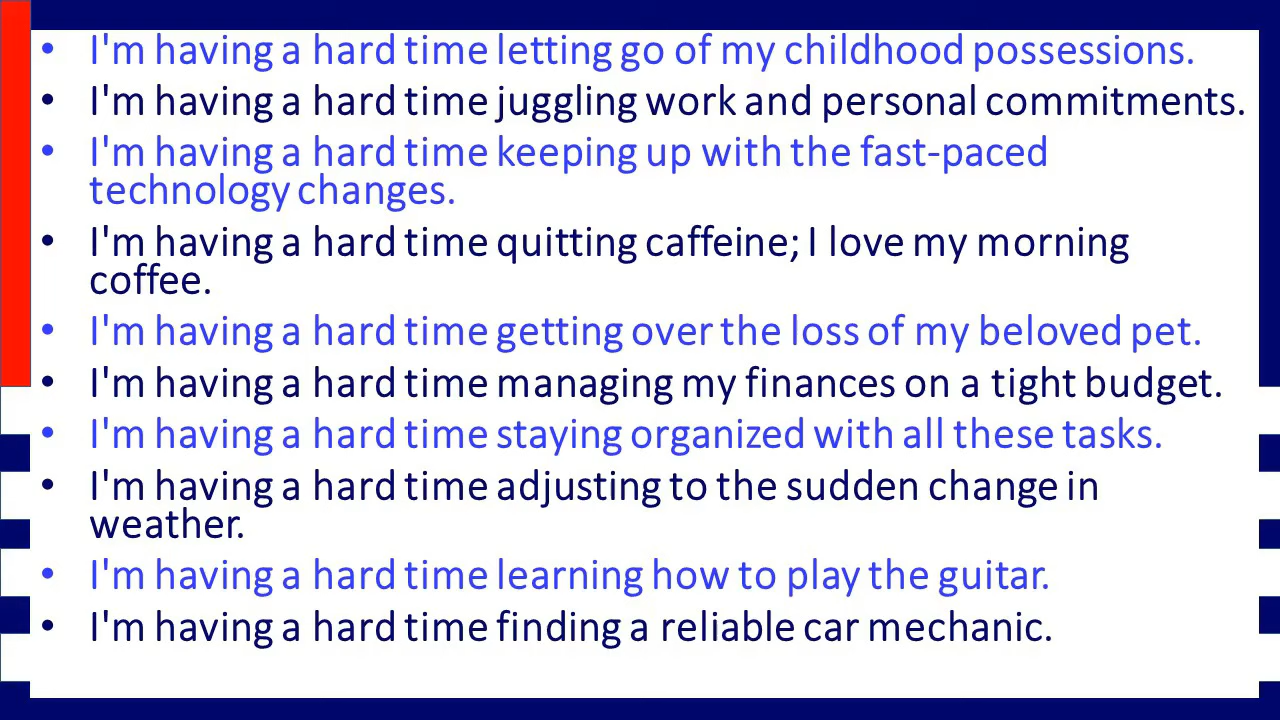 • I'm having a hard time letting go of my childhood possessions.
• I'm having a hard time juggling work and personal commitments.
• I'm having a hard time keeping up with the fast-paced
technology changes.
• I'm having a hard time quitting caffeine; I love my morning
coffee.
• I'm having a hard time getting over the loss of my beloved pet.
• I'm having a hard time managing my finances on a tight budget.
• I'm having a hard time staying organized with all these tasks.
• I'm having a hard time adjusting to the sudden change in
weather.
• I'm having a hard time learning how to play the guitar.
• I'm having a hard time finding a reliable car mechanic.